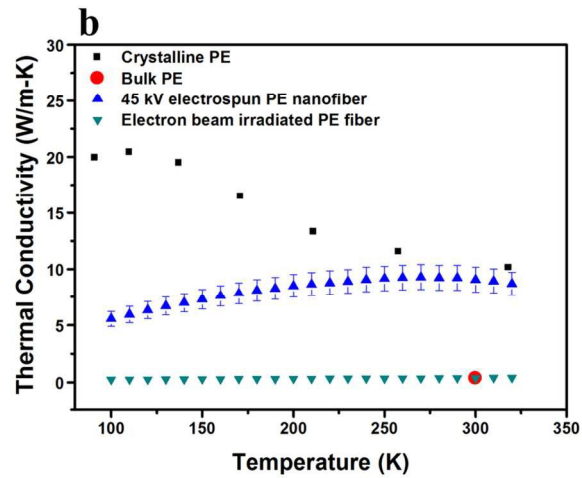 b
30
25
20
15
10
5
0
Thermal Conductivity (W/m-K)
Crystalline PE
Bulk PE
45 kV electrospun PE nanofiber
Electron beam irradiated PE fiber
100 150 200 250 300 350
Temperature (K)